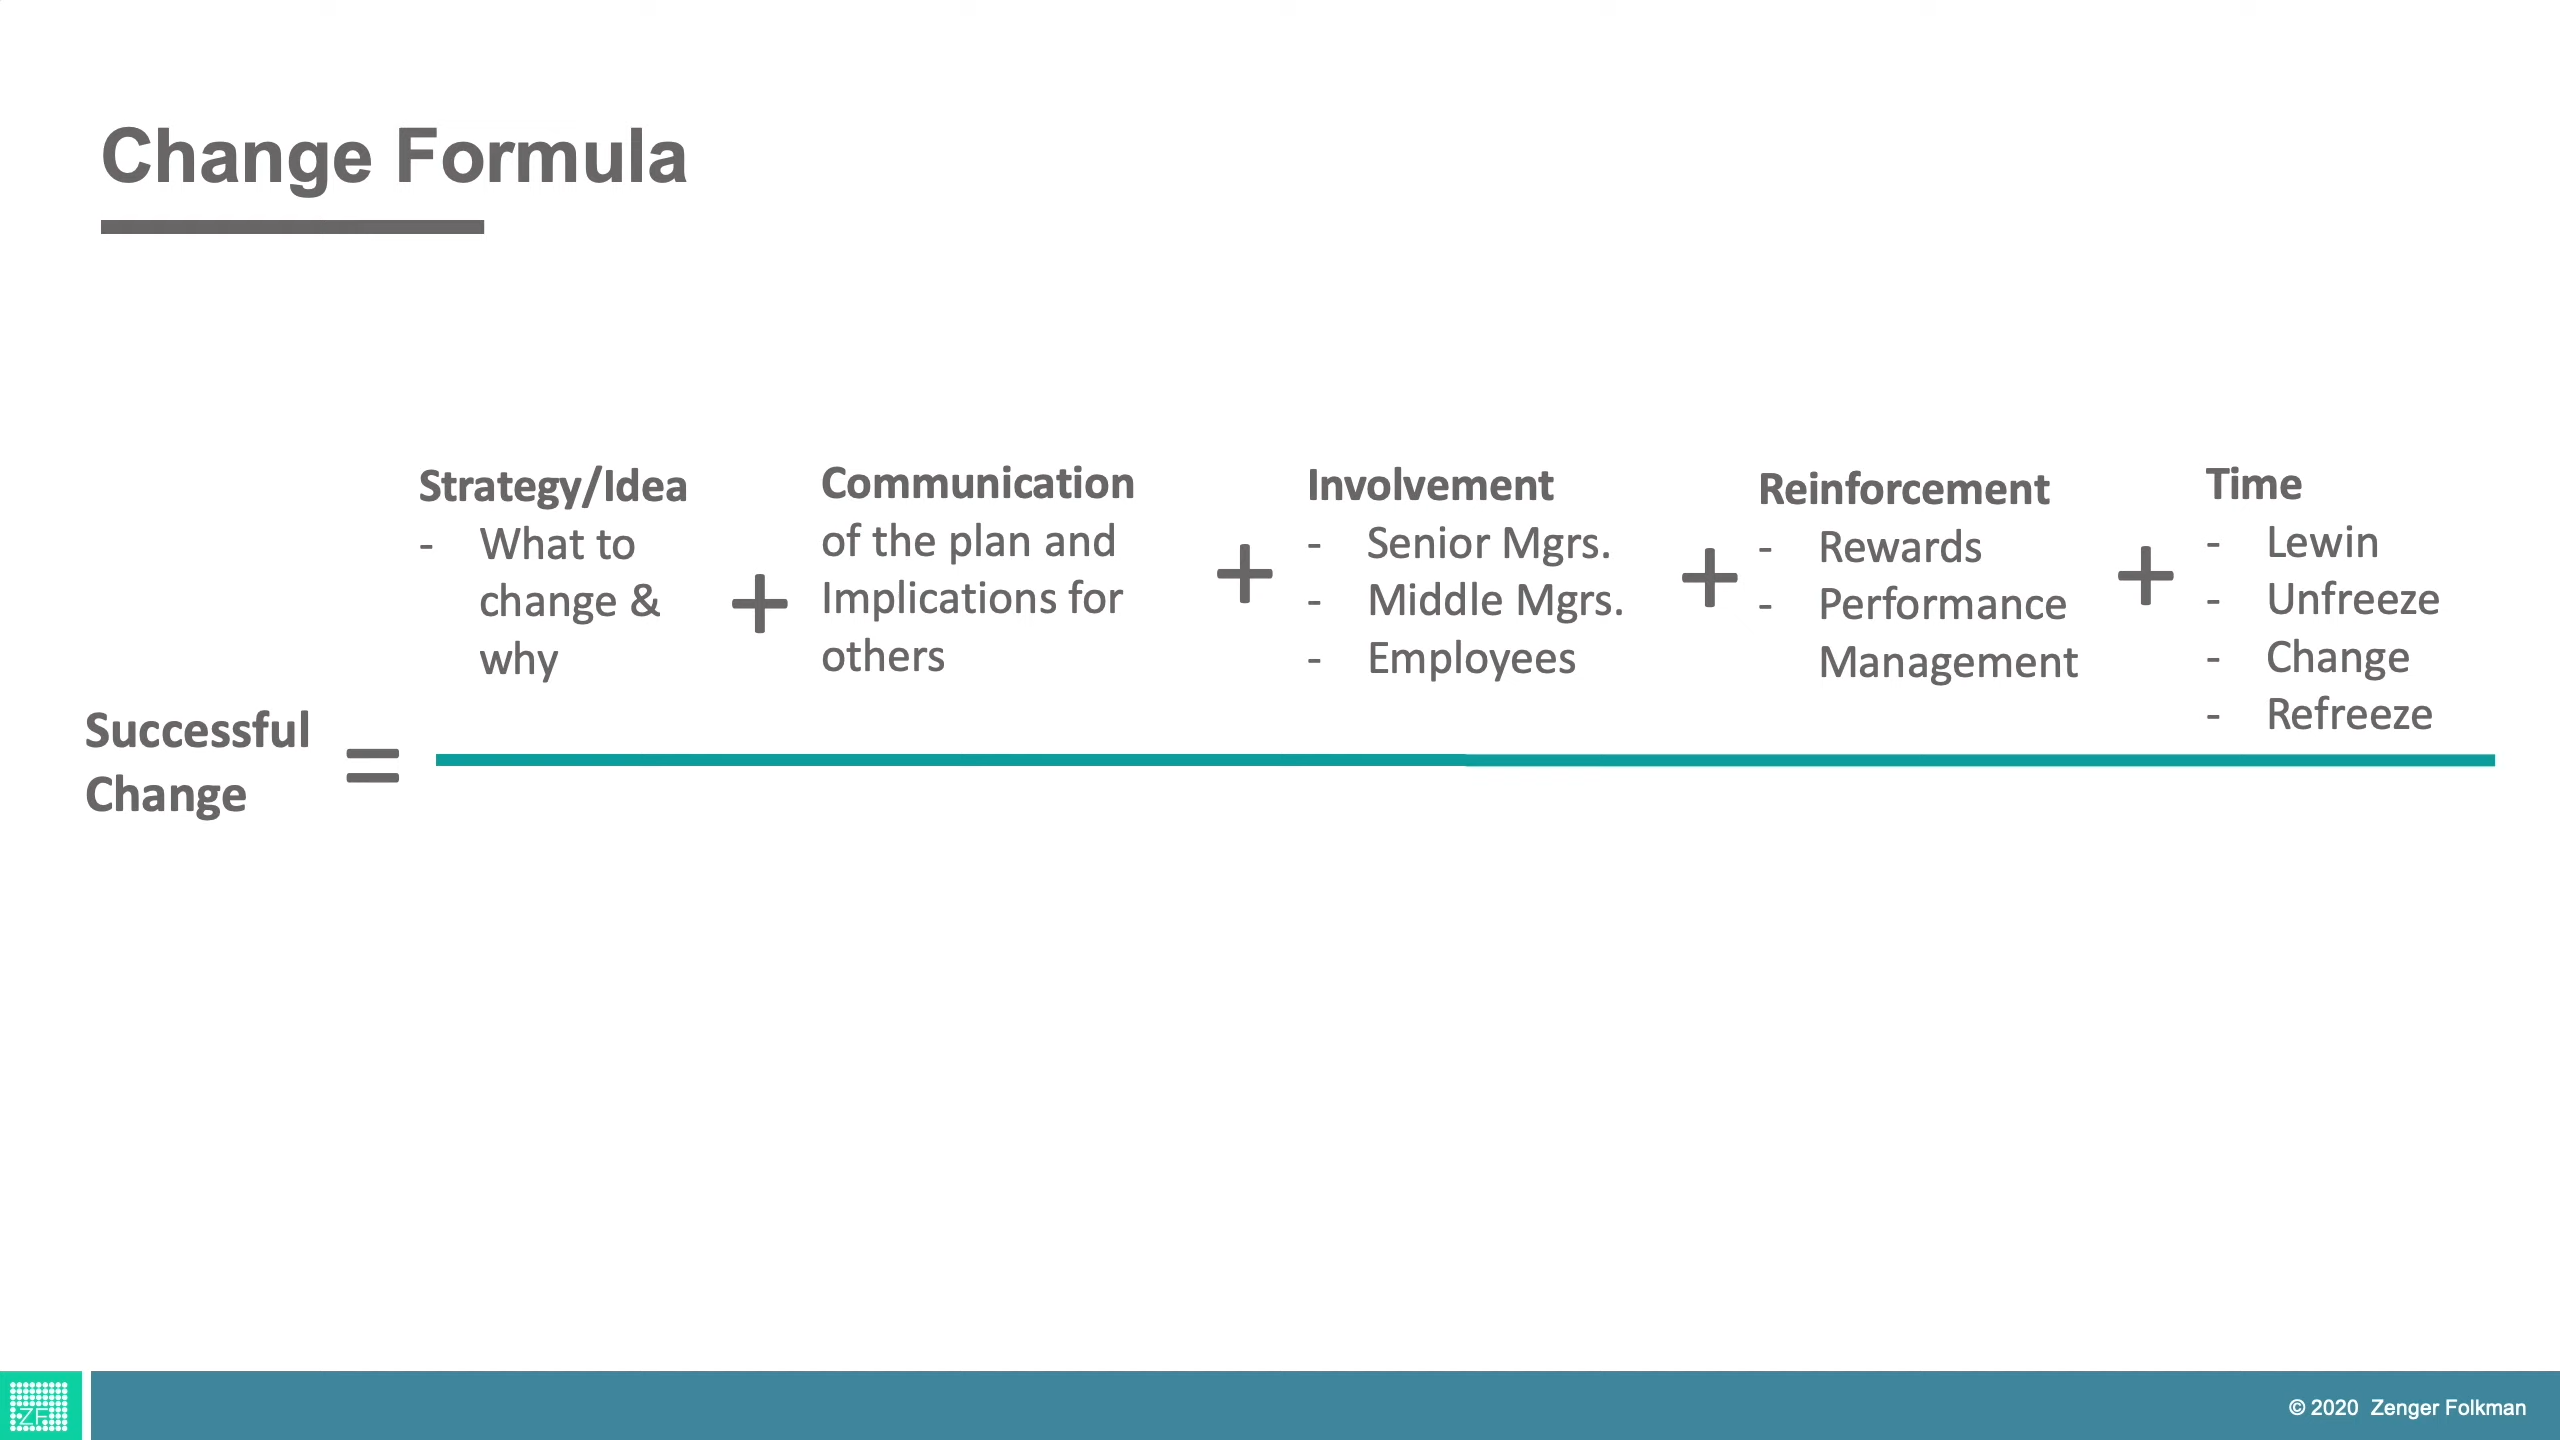 Change Formula
Strategy/Idea
- What to
change &
why
+
Communication
of the plan and
Implications for
others
+
Involvement
- Senior Mgrs.
- Middle Mgrs.
- Employees
+
Reinforcement
- Rewards
- Performance
Management
+
Time
- Lewin
- Unfreeze
- Change
- Refreeze
Successful
Change
=
ZF
© 2020 Zenger Folkman